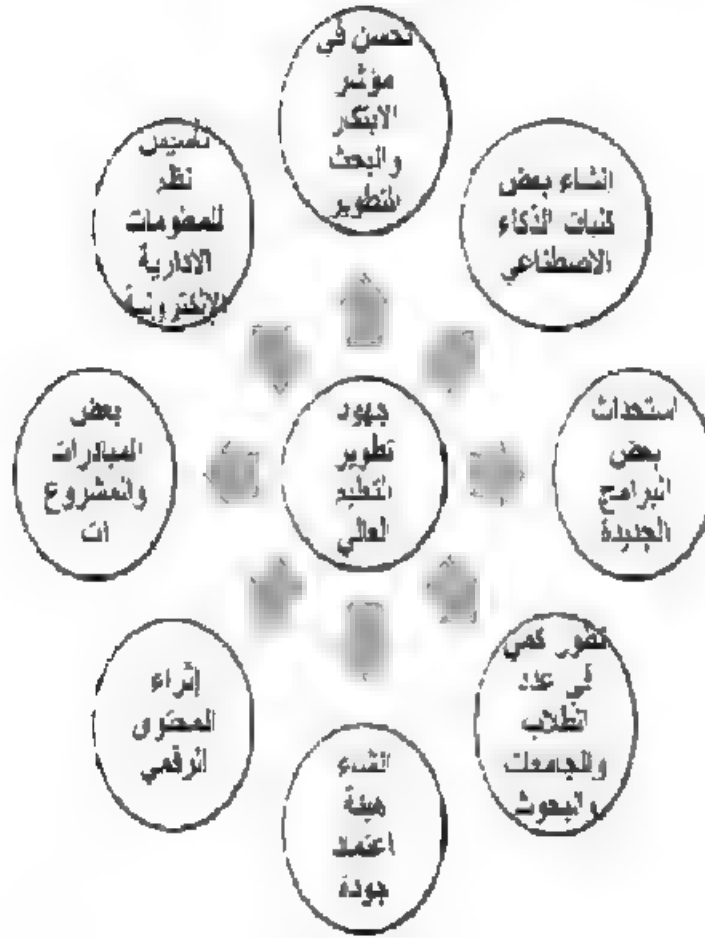 تحسن في
مؤشر
الابتكار
والبحث
التطوير
انشاء بعض
كليات الذكاء
الاصطناعي
استحداث
بعض
البرامج
الجديدة
تطور كمي
في عدد
الطلاب
والجامعات
والبحوث
انشاء
هيئة
اعتماد
جودة
إثراء
المحتوى
الرقمي
بعض
المبادرات
والمشروع
ات
تأسيس
نظم
للمعلومات
الادارية
الإلكترونية
جهود
تطوير
التعليم
العالي